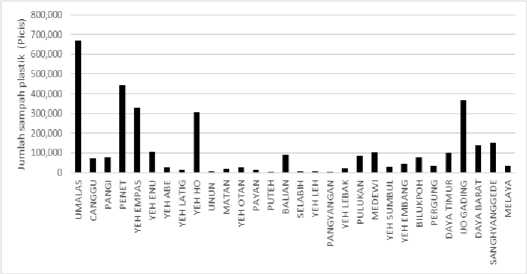 Jumlah sampah plastik (Picis)
800,000
700,000
600,000
500,000
400,000
300,000
200,000
100,000
0
UMALAS
CANGGU
PANGI
PENET
YEH EMPAS
YEH ENU
YEH ABE
YEH LATIG
YEH HO
UNUN
MATAN
YEH OTAN
PAYAN
PUTEH
BALIAN
SELABIH
YEH LEH
PANGYANGAN
YEH LEBAK
PULUKAN
MEDEWI
YEH SUMBUL
YEH EMBANG
BILUKPOH
PERGUNG
DAYA TIMUR
IJO GADING
DAYA BARAT
SANGHYANGGEDE
MELAYA